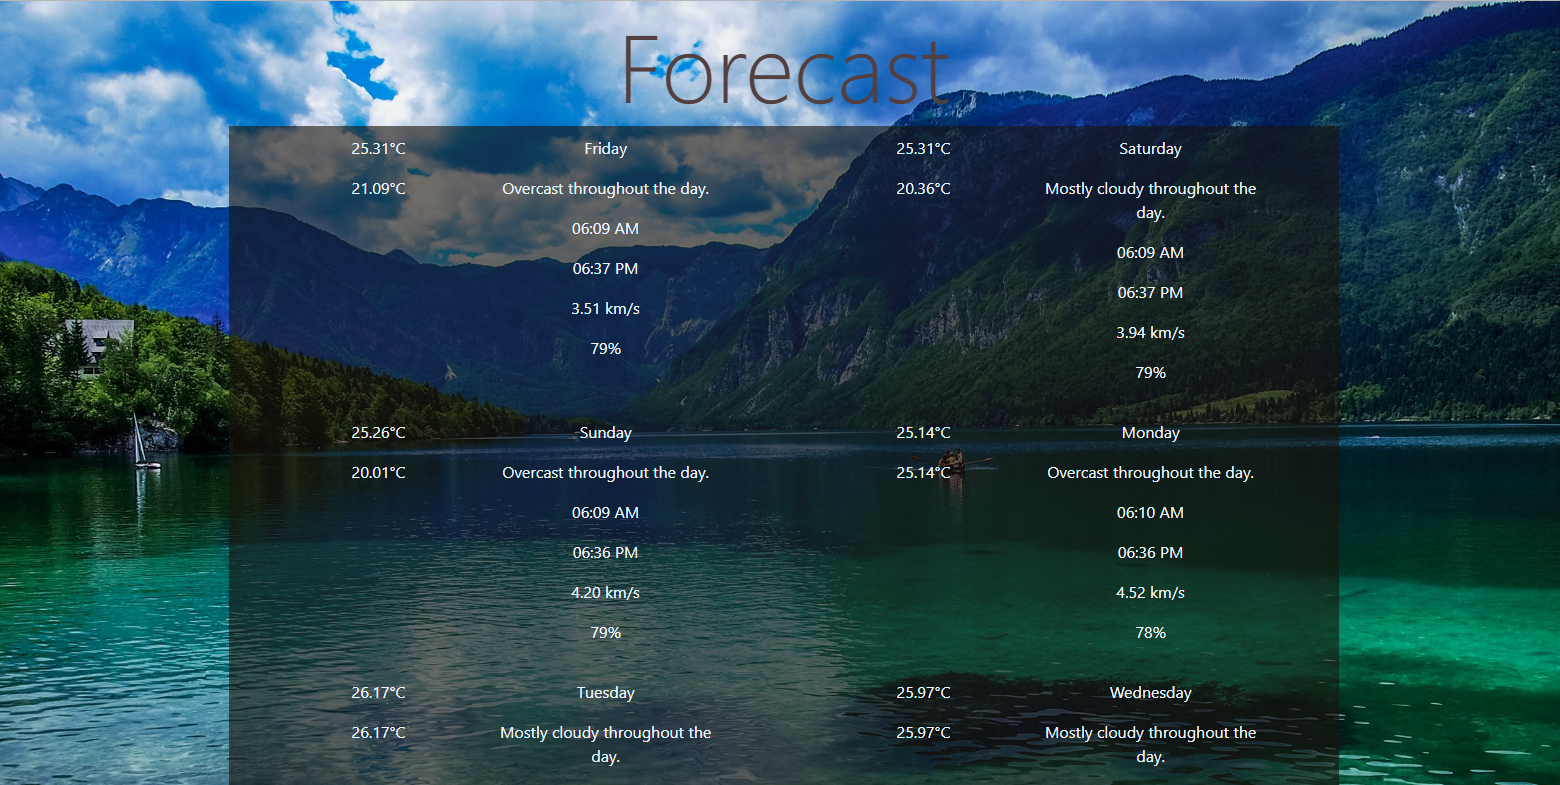 Forecast
25.31°C
21.09°C
Friday
Overcast throughout the day.
06:09 AM
06:37 PM
3.51 km/s
79%
25.31°C
20.36°C
Saturday
Mostly cloudy throughout the
day.
06:09 AM
06:37 PM
3.94 km/s
79%
25.26°C
20.01°C
Sunday
Overcast throughout the day.
06:09 AM
06:36 PM
4.20 km/s
79%
25.14°C
25.14°C
Monday
Overcast throughout the day.
06:10 AM
06:36 PM
4.52 km/s
78%
26.17°C
26.17°C
Tuesday
Mostly cloudy throughout the
day.
25.97°C
25.97°C
Wednesday
Mostly cloudy throughout the
day.